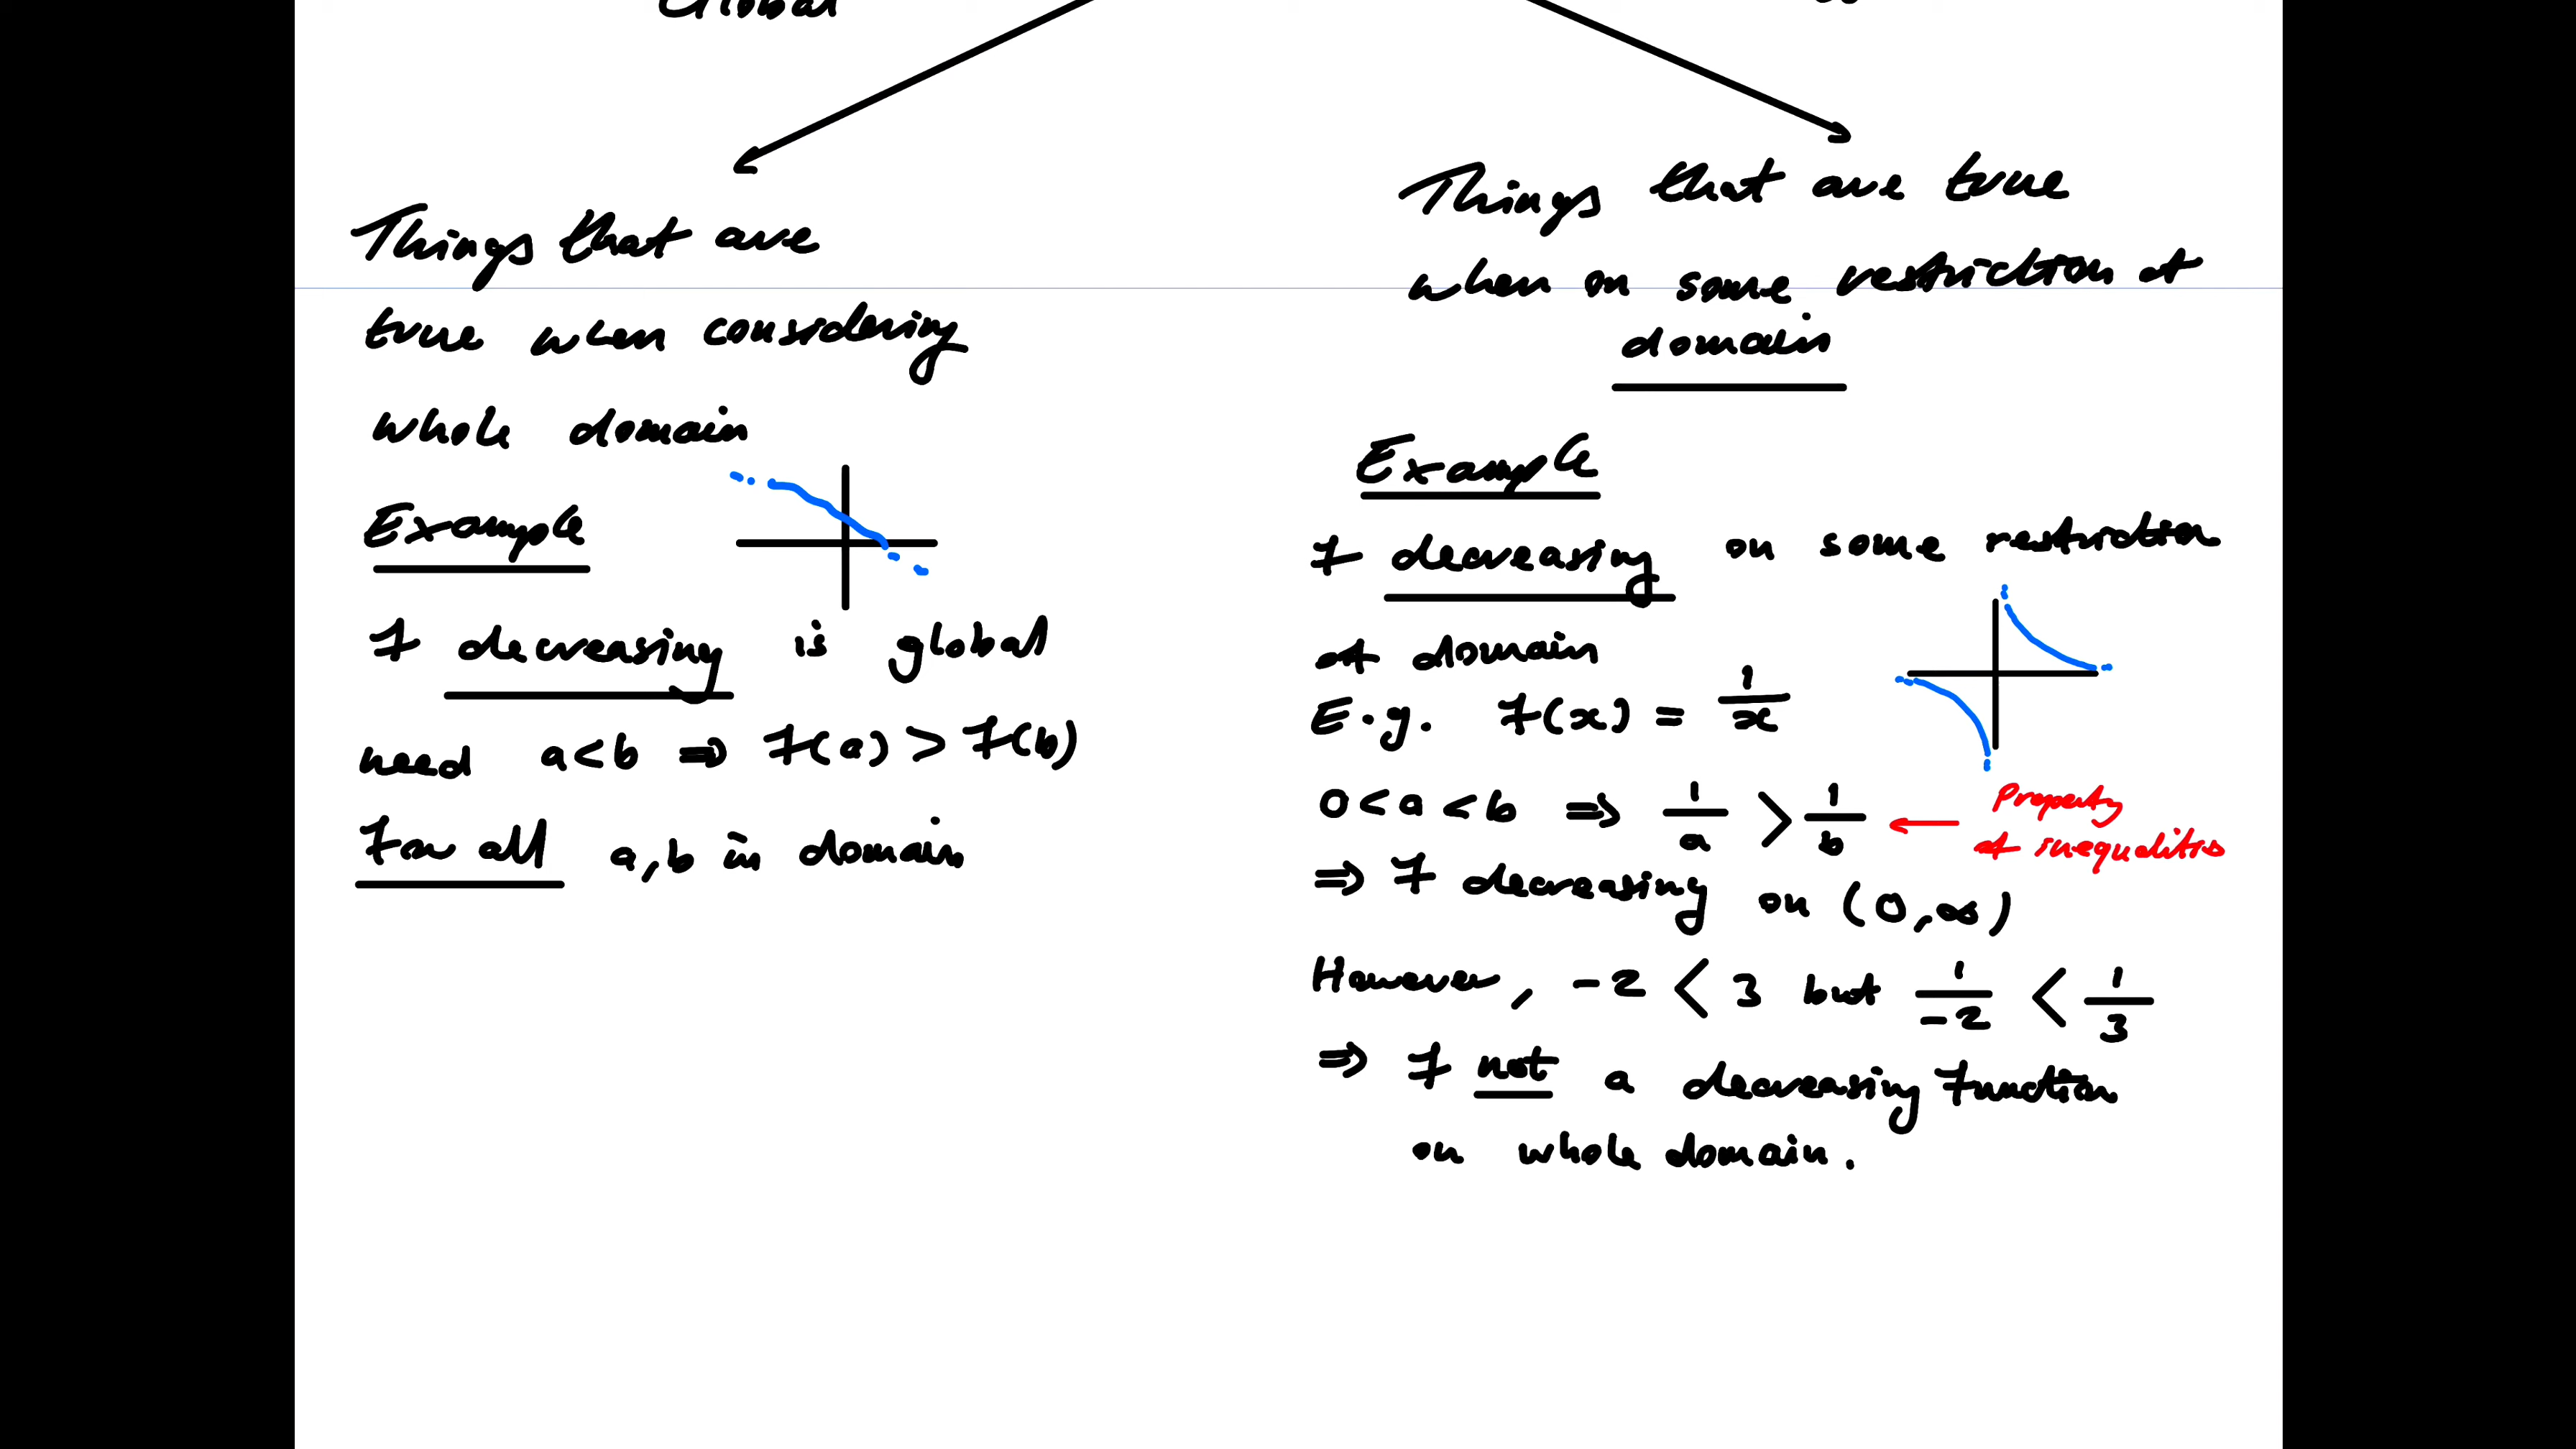 Global
Things that are
true when considering
whole domain
Example
f decreasing is global
need a < b ⇒ f(a) > f(b)
For all a, b in domain
Things that are true
when on some restriction of
domain
Example
f decreasing on some restriction
of domain
E.g. f(x) = 1/x
0 < a < b ⇒ 1/a > 1/b ← Property
of inequalities
⇒ f decreasing on (0, ∞)
However, -2 < 3 but 1/-2 < 1/3
⇒ f not a decreasing function
on whole domain.